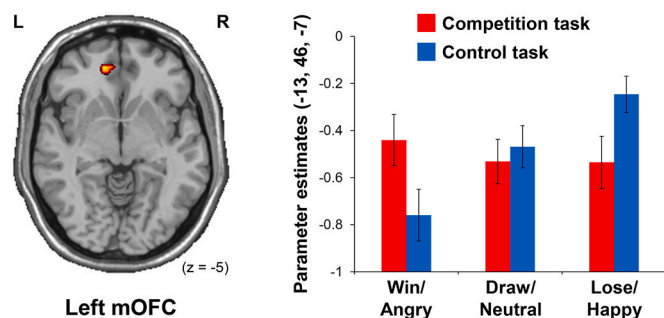 L R
(z = -5)
Left mOFC
Parameter estimates (-13, 46, -7)
Competition task
Control task
0
-0.2
-0.4
-0.6
-0.8
-1
Win/ Draw/ Lose/
Angry Neutral Happy